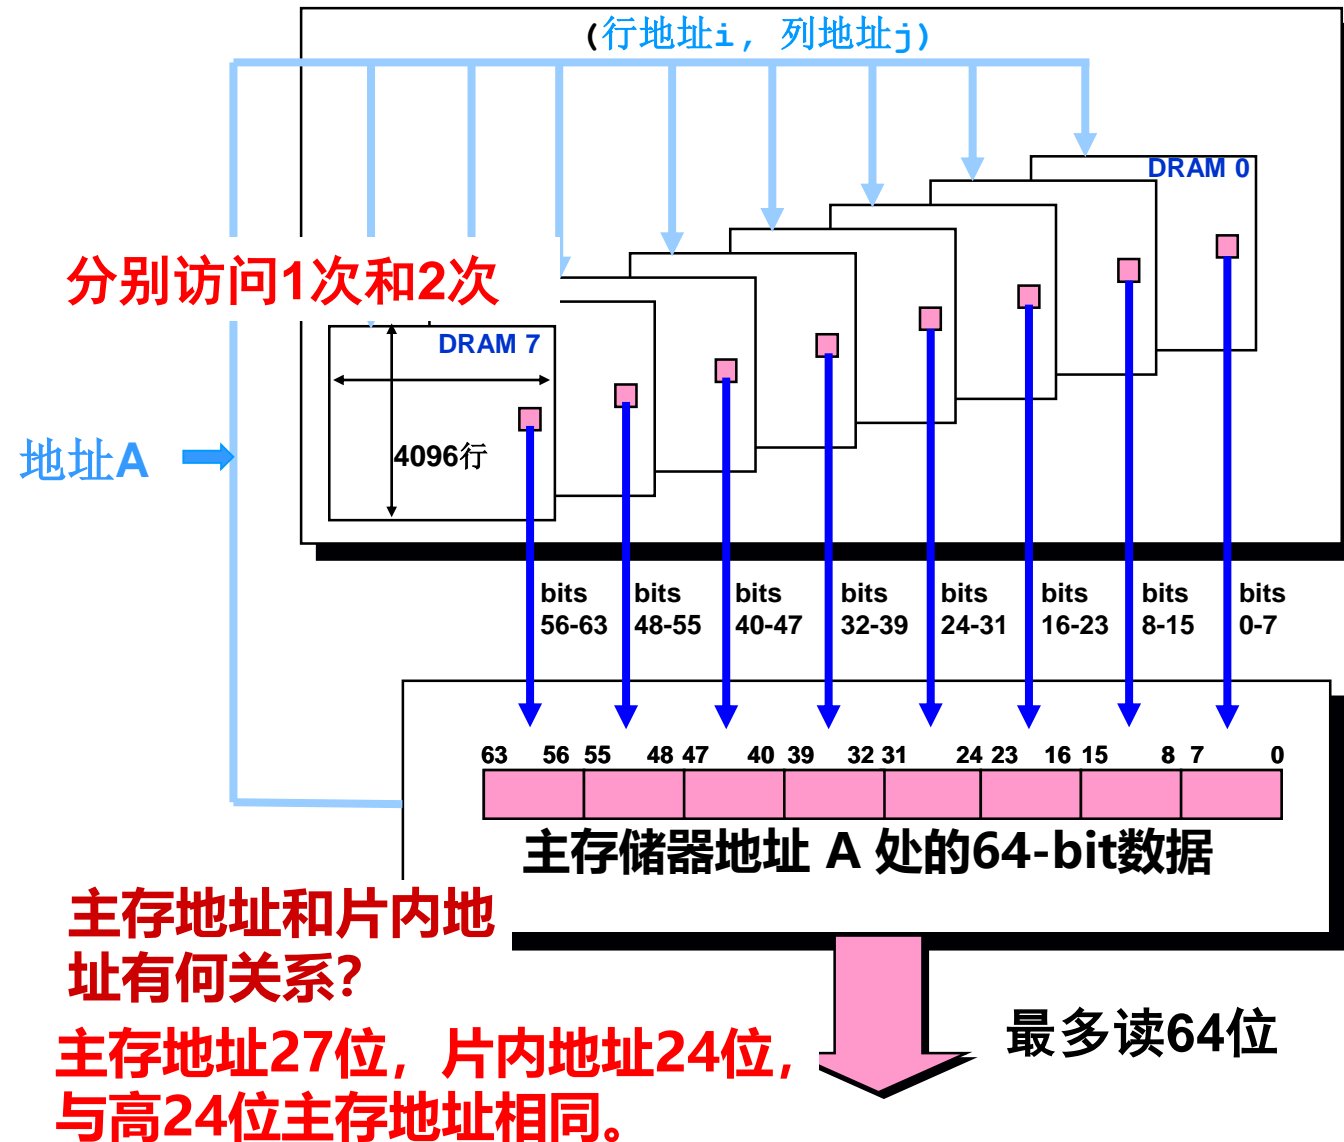 (行地址i, 列地址j)
DRAM 0
分别访问1次和2次
DRAM 7
4096行
地址A
bits 56-63
bits 48-55
bits 40-47
bits 32-39
bits 24-31
bits 16-23
bits 8-15
bits 0-7
63 56 55 48 47 40 39 32 31 24 23 16 15 8 7 0
主存储器地址 A 处的64-bit数据
主存地址和片内地
址有何关系?
最多读64位
主存地址27位，片内地址24位，
与高24位主存地址相同。